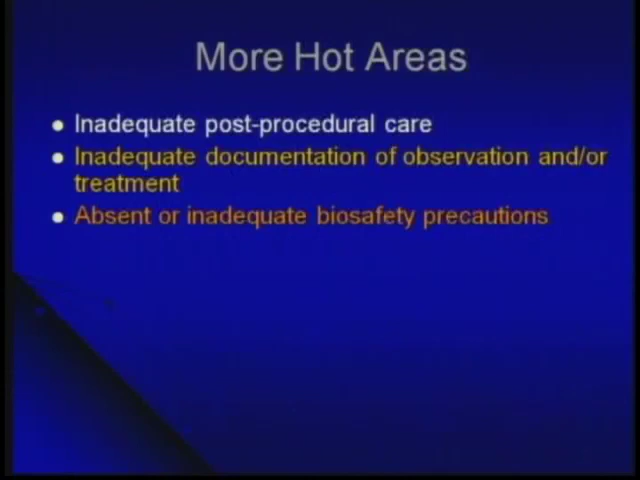 More Hot Areas
Inadequate post-procedural care
Inadequate documentation of observation and/or
treatment
Absent or inadequate biosafety precautions